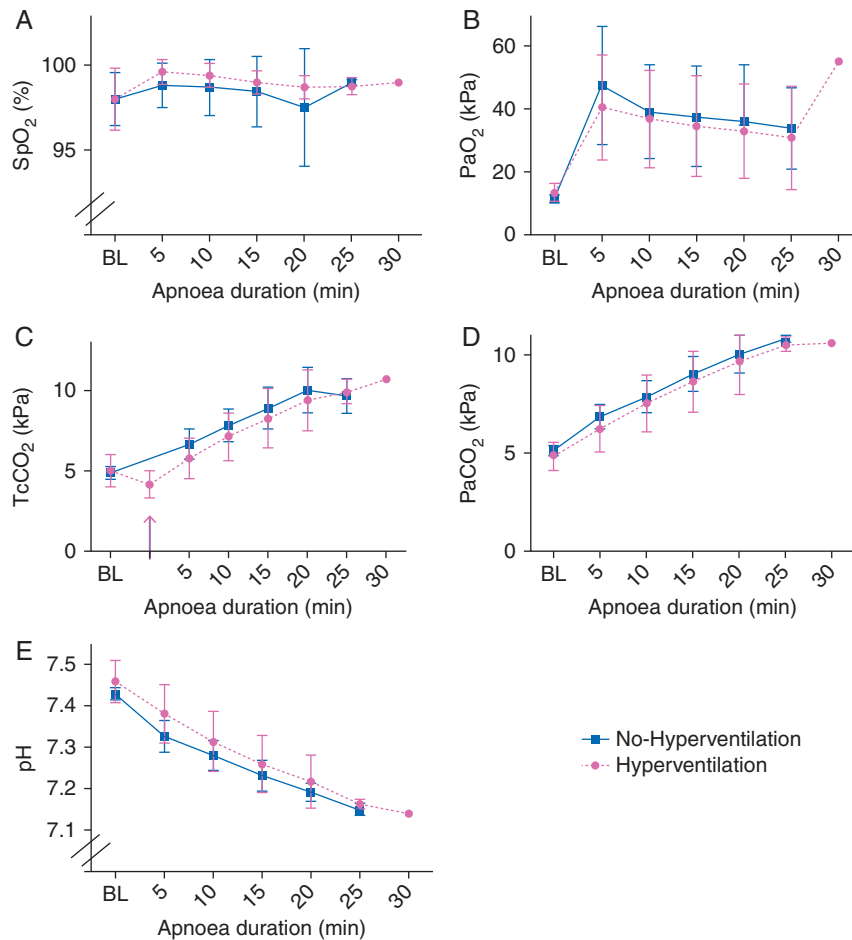 A
100
95
SpO2 (%)
BL 5 10 15 20 25 30
Apnoea duration (min)
B
60
40
20
0
PaO2 (kPa)
BL 5 10 15 20 25 30
Apnoea duration (min)
C
10
5
0
TcCO2 (kPa)
BL 5 10 15 20 25 30
Apnoea duration (min)
D
10
5
0
PaCO2 (kPa)
BL 5 10 15 20 25 30
Apnoea duration (min)
E
7.5
7.4
7.3
7.2
7.1
pH
BL 5 10 15 20 25 30
Apnoea duration (min)
No-Hyperventilation
Hyperventilation